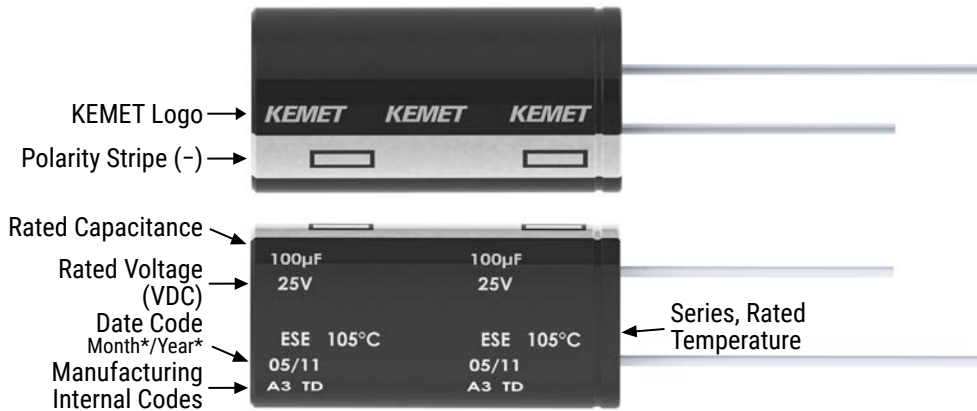 KEMET Logo
KEMET KEMET KEMET
Polarity Stripe (−)
Rated Capacitance
Rated Voltage
(VDC)
Date Code
Month*/Year*
Manufacturing
Internal Codes
100µF 100µF
25V 25V
ESE 105°C ESE 105°C
05/11 05/11
A3 TD A3 TD
Series, Rated
Temperature